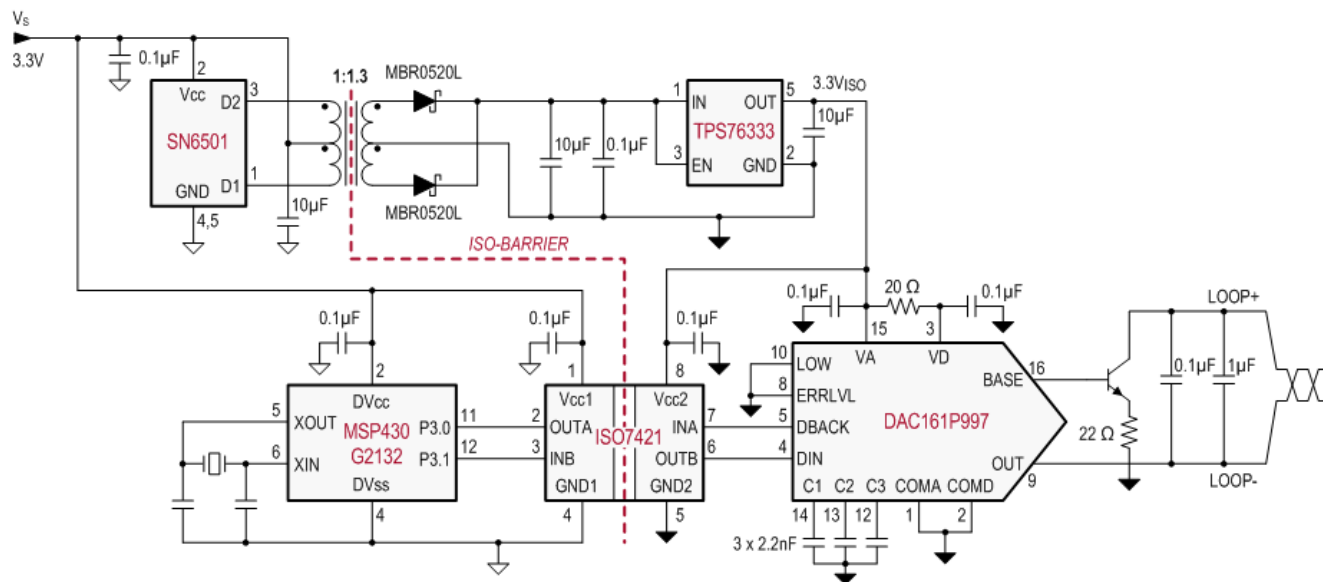 VS
3.3V
0.1µF
2
Vcc
D2
3
SN6501
D1
1
GND
4,5
10µF
1:1.3
MBR0520L
MBR0520L
10µF
0.1µF
1
IN
OUT
5
TPS76333
3
EN
GND
2
3.3VISO
10µF
ISO-BARRIER
0.1µF
2
DVcc
5
XOUT
MSP430
G2132
P3.0
11
6
XIN
P3.1
12
DVss
4
0.1µF
1
Vcc1
2
OUTA
3
INB
GND1
4
ISO7421
0.1µF
8
Vcc2
INA
7
OUTB
6
GND2
5
0.1µF
20 Ω
0.1µF
15
3
VA
VD
10
LOW
8
ERRLVL
5
DBACK
4
DIN
DAC161P997
BASE
16
OUT
9
C1
C2
C3
COMA
COMD
14
13
12
1
2
3 x 2.2nF
22 Ω
LOOP+
0.1µF
1µF
LOOP-